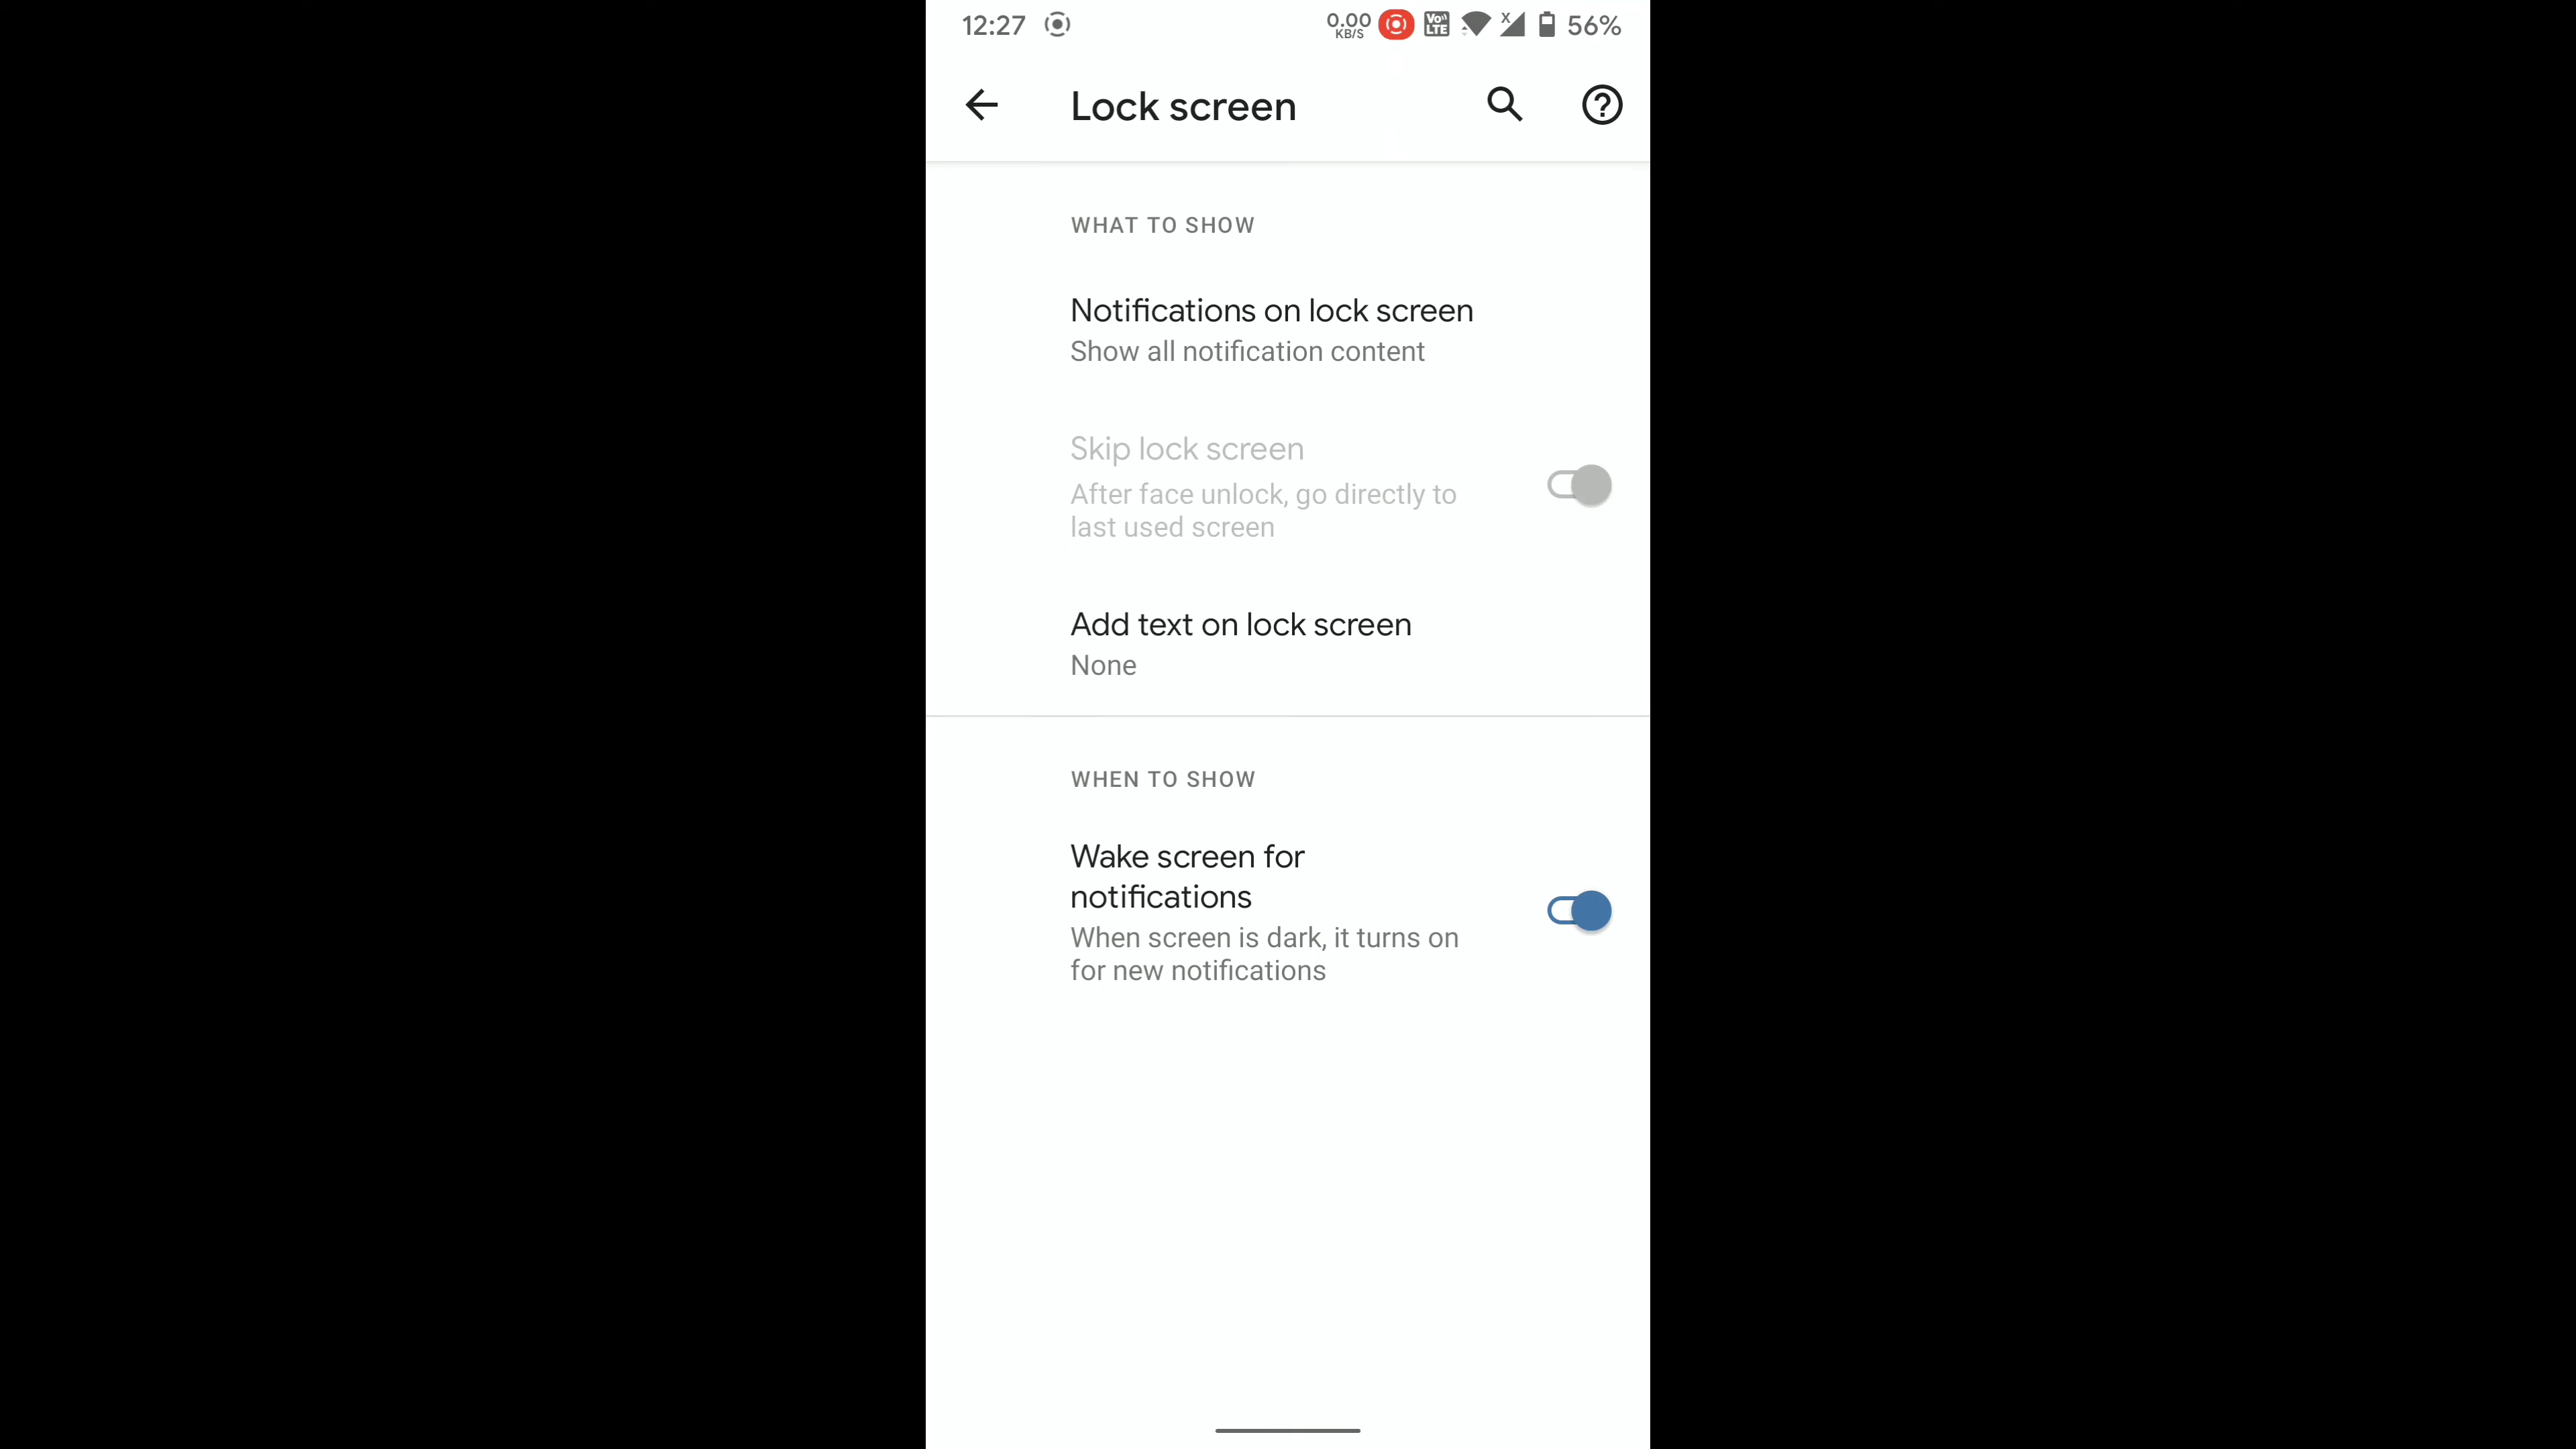 12:27
0.00
KB/S
Vo))
LTE
X
56%
Lock screen
WHAT TO SHOW
Notifications on lock screen
Show all notification content
Skip lock screen
After face unlock, go directly to
last used screen
Add text on lock screen
None
WHEN TO SHOW
Wake screen for
notifications
When screen is dark, it turns on
for new notifications